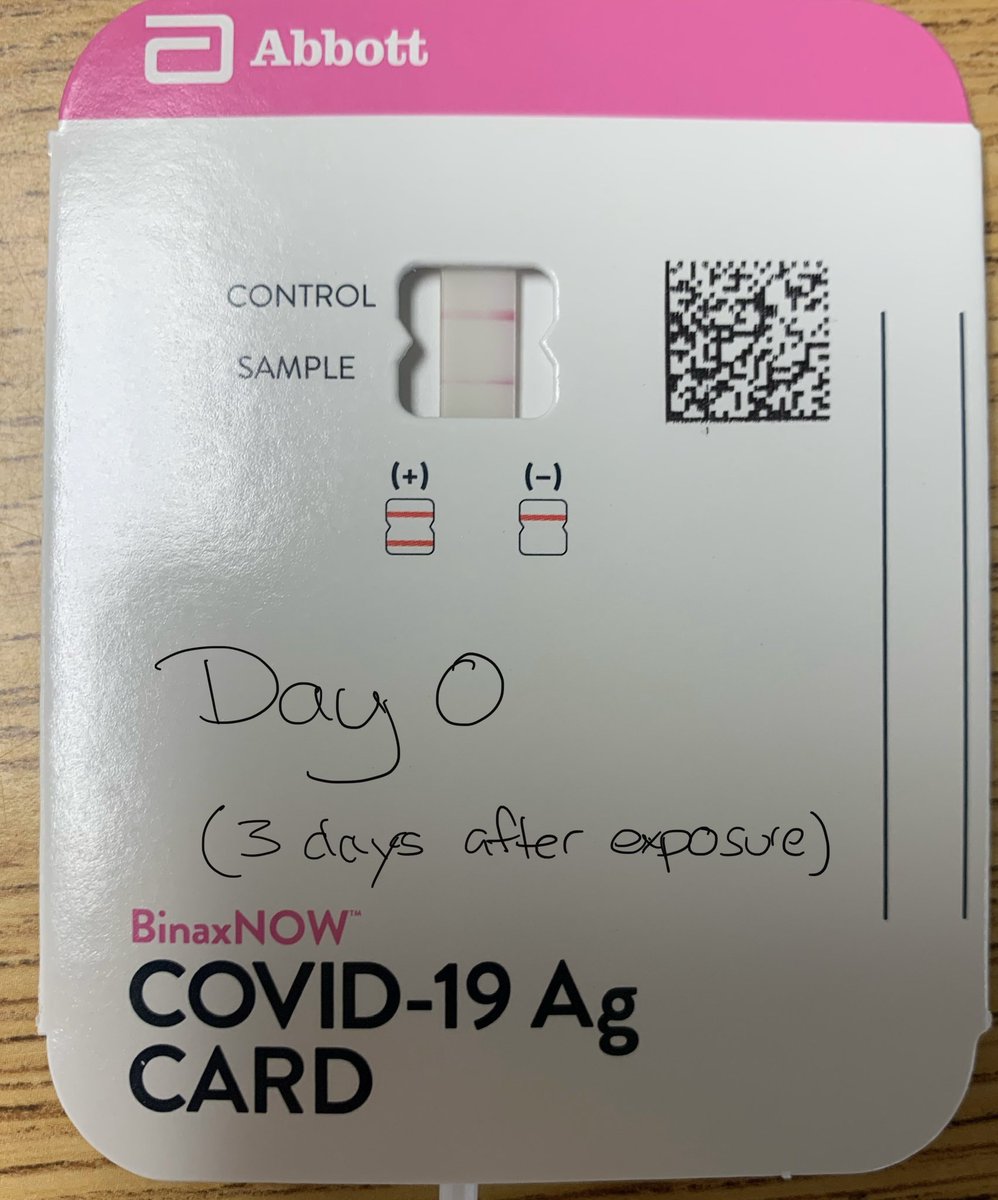 Abbott
CONTROL
SAMPLE
(+) (-)
Day 0
(3 days after exposure)
BinaxNOW™
COVID-19 Ag
CARD